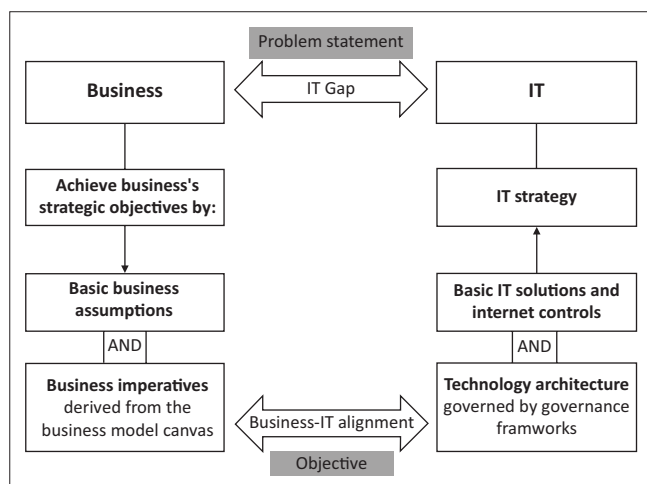 Problem statement
Business
IT Gap
IT
Achieve business's
strategic objectives by:
IT strategy
Basic business
assumptions
Basic IT solutions and
internet controls
AND
AND
Business imperatives
derived from the
business model canvas
Technology architecture
governed by governance
framworks
Business-IT alignment
Objective